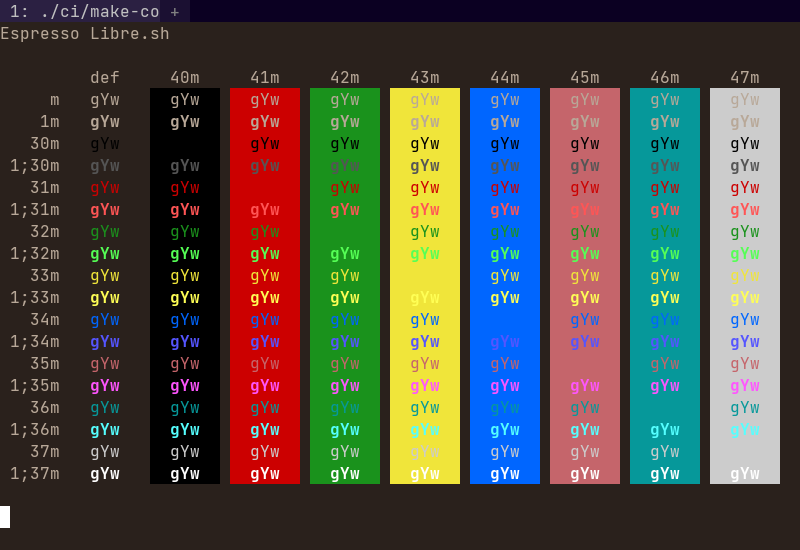 1: ./ci/make-co +
Espresso Libre.sh
def 40m 41m 42m 43m 44m 45m 46m 47m
m gYw gYw gYw gYw gYw gYw gYw gYw gYw
1m gYw gYw gYw gYw gYw gYw gYw gYw gYw
30m gYw gYw gYw gYw gYw gYw gYw gYw
1;30m gYw gYw gYw gYw gYw gYw gYw gYw gYw
31m gYw gYw gYw gYw gYw gYw gYw gYw
1;31m gYw gYw gYw gYw gYw gYw gYw gYw gYw
32m gYw gYw gYw gYw gYw gYw gYw gYw
1;32m gYw gYw gYw gYw gYw gYw gYw gYw gYw
33m gYw gYw gYw gYw gYw gYw gYw gYw
1;33m gYw gYw gYw gYw gYw gYw gYw gYw gYw
34m gYw gYw gYw gYw gYw gYw gYw gYw
1;34m gYw gYw gYw gYw gYw gYw gYw gYw gYw
35m gYw gYw gYw gYw gYw gYw gYw gYw
1;35m gYw gYw gYw gYw gYw gYw gYw gYw gYw
36m gYw gYw gYw gYw gYw gYw gYw gYw
1;36m gYw gYw gYw gYw gYw gYw gYw gYw gYw
37m gYw gYw gYw gYw gYw gYw gYw gYw
1;37m gYw gYw gYw gYw gYw gYw gYw gYw gYw